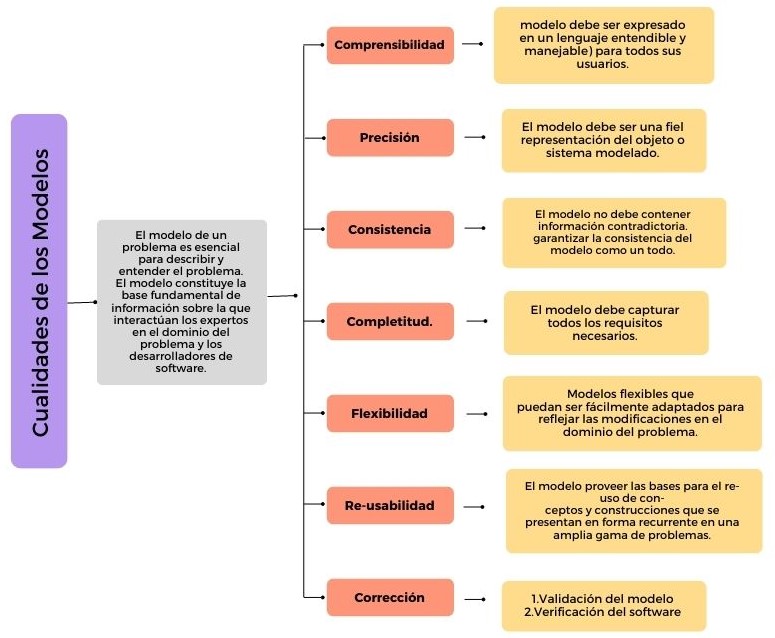 Cualidades de los Modelos
El modelo de un
problema es esencial
para describir y
entender el problema.
El modelo constituye la
base fundamental de
información sobre la que
interactúan los expertos
en el dominio del
problema y los
desarrolladores de
software.
Comprensibilidad
modelo debe ser expresado
en un lenguaje entendible y
manejable) para todos sus
usuarios.
Precisión
El modelo debe ser una fiel
representación del objeto o
sistema modelado.
Consistencia
El modelo no debe contener
información contradictoria.
garantizar la consistencia del
modelo como un todo.
Completitud.
El modelo debe capturar
todos los requisitos
necesarios.
Flexibilidad
Modelos flexibles que
puedan ser fácilmente adaptados para
reflejar las modificaciones en el
dominio del problema.
Re-usabilidad
El modelo proveer las bases para el re-
uso de con-
ceptos y construcciones que se
presentan en forma recurrente en una
amplia gama de problemas.
Corrección
1.Validación del modelo
2.Verificación del software